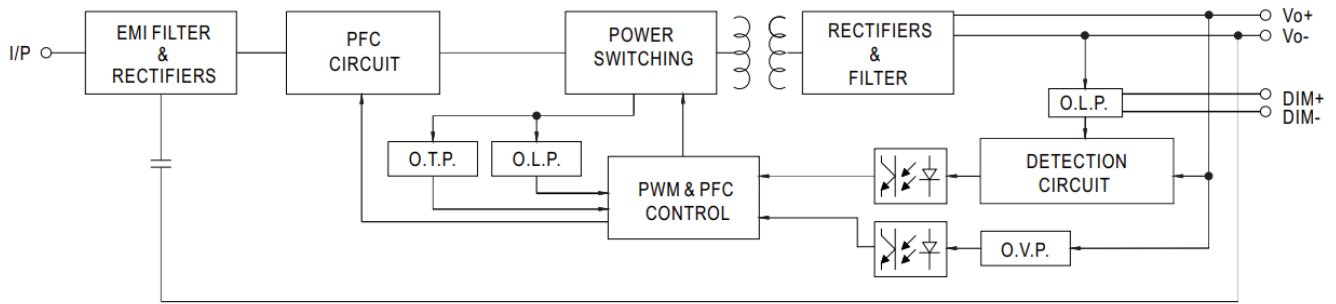 I/P
EMI FILTER
&
RECTIFIERS
PFC
CIRCUIT
POWER
SWITCHING
RECTIFIERS
&
FILTER
Vo+
Vo-
DIM+
DIM-
O.L.P.
O.T.P.
O.L.P.
PWM & PFC
CONTROL
DETECTION
CIRCUIT
O.V.P.